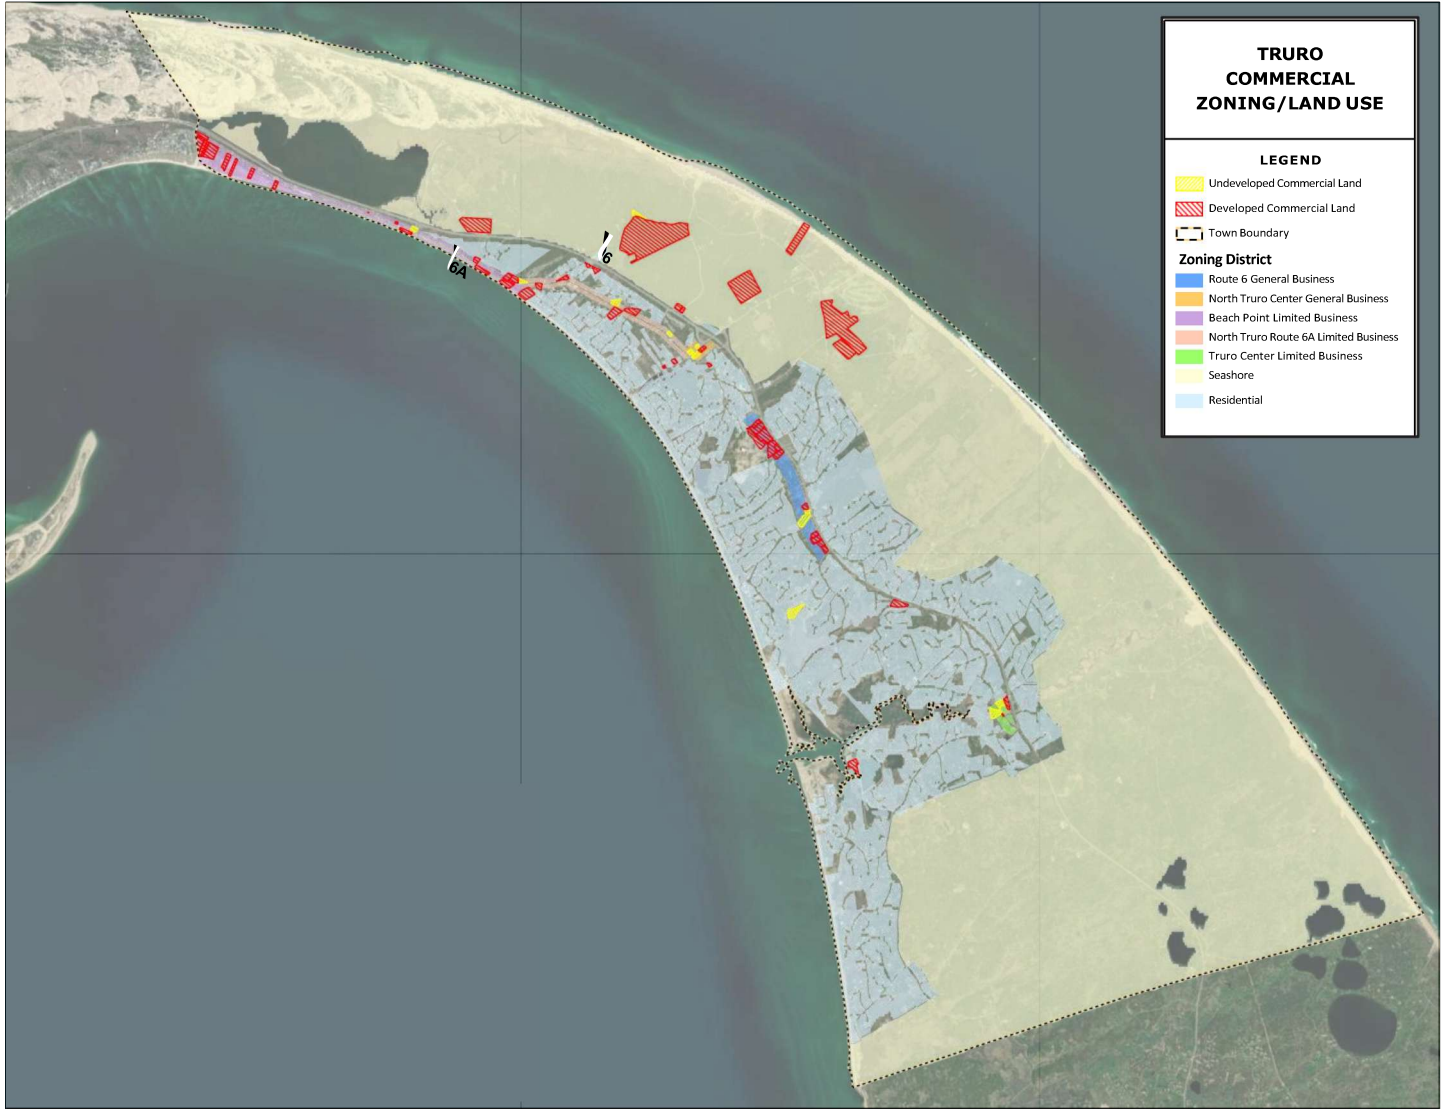 TRURO
COMMERCIAL
ZONING/LAND USE
LEGEND
Undeveloped Commercial Land
Developed Commercial Land
Town Boundary
Zoning District
Route 6 General Business
North Truro Center General Business
Beach Point Limited Business
North Truro Route 6A Limited Business
Truro Center Limited Business
Seashore
Residential
6
6A